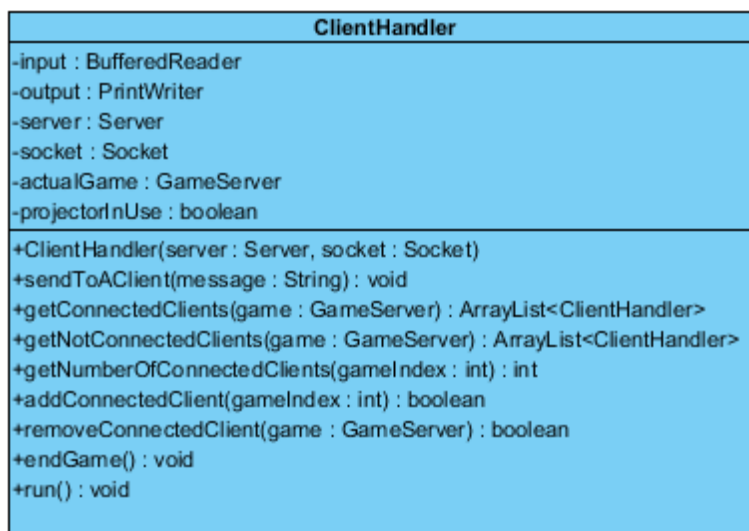 ClientHandler
-input : BufferedReader
-output : PrintWriter
-server : Server
-socket : Socket
-actualGame : GameServer
-projectorInUse : boolean
+ClientHandler(server : Server, socket : Socket)
+sendToAClient(message : String) : void
+getConnectedClients(game : GameServer) : ArrayList<ClientHandler>
+getNotConnectedClients(game : GameServer) : ArrayList<ClientHandler>
+getNumberOfConnectedClients(gameIndex : int) : int
+addConnectedClient(gameIndex : int) : boolean
+removeConnectedClient(game : GameServer) : boolean
+endGame() : void
+run() : void